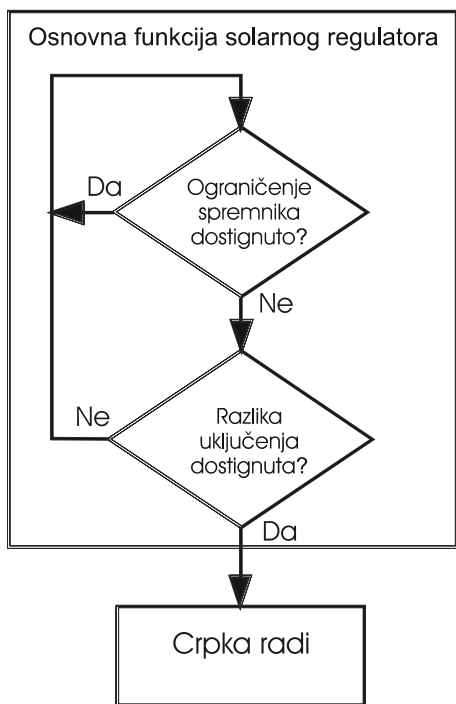 Osnovna funkcija solarnog regulatora
Da
Ograničenje
spremnika
dostignuto?
Ne
Ne
Razlika
uključenja
dostignuta?
Da
Crpka radi